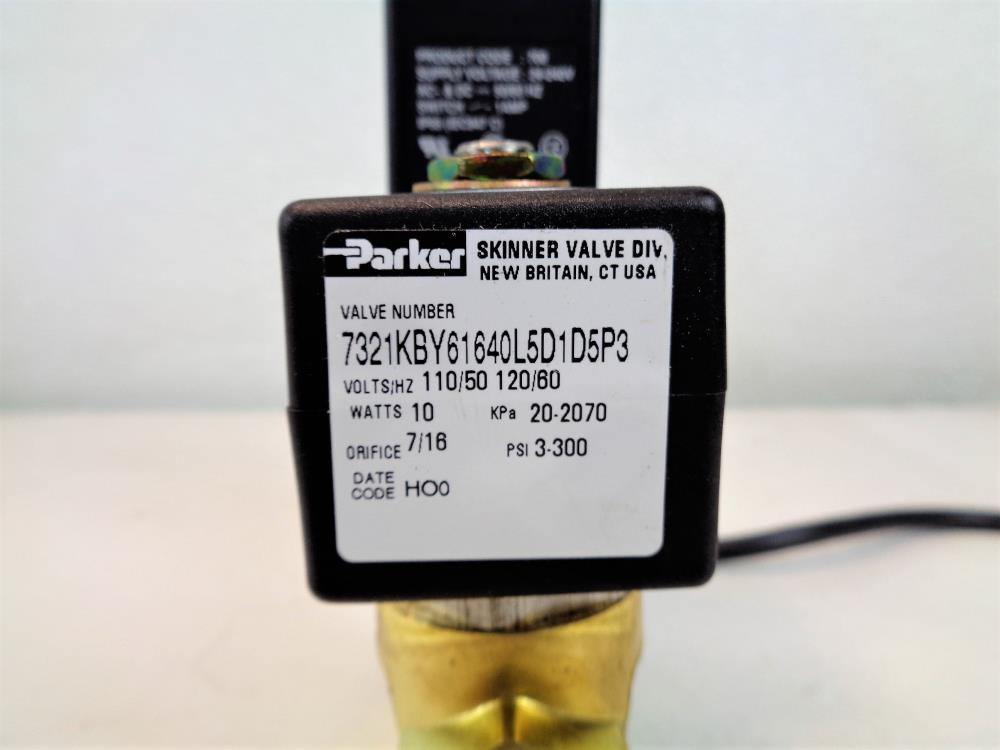 PRODUCT CODE : TM
SUPPLY VOLTAGE
Parker
SKINNER VALVE DIV.
NEW BRITAIN, CT USA
VALVE NUMBER
7321KBY61640L5D1D5P3
VOLTS/HZ 110/50 120/60
WATTS 10 KPa 20-2070
ORIFICE 7/16 PSI 3-300
DATE
CODE HO0